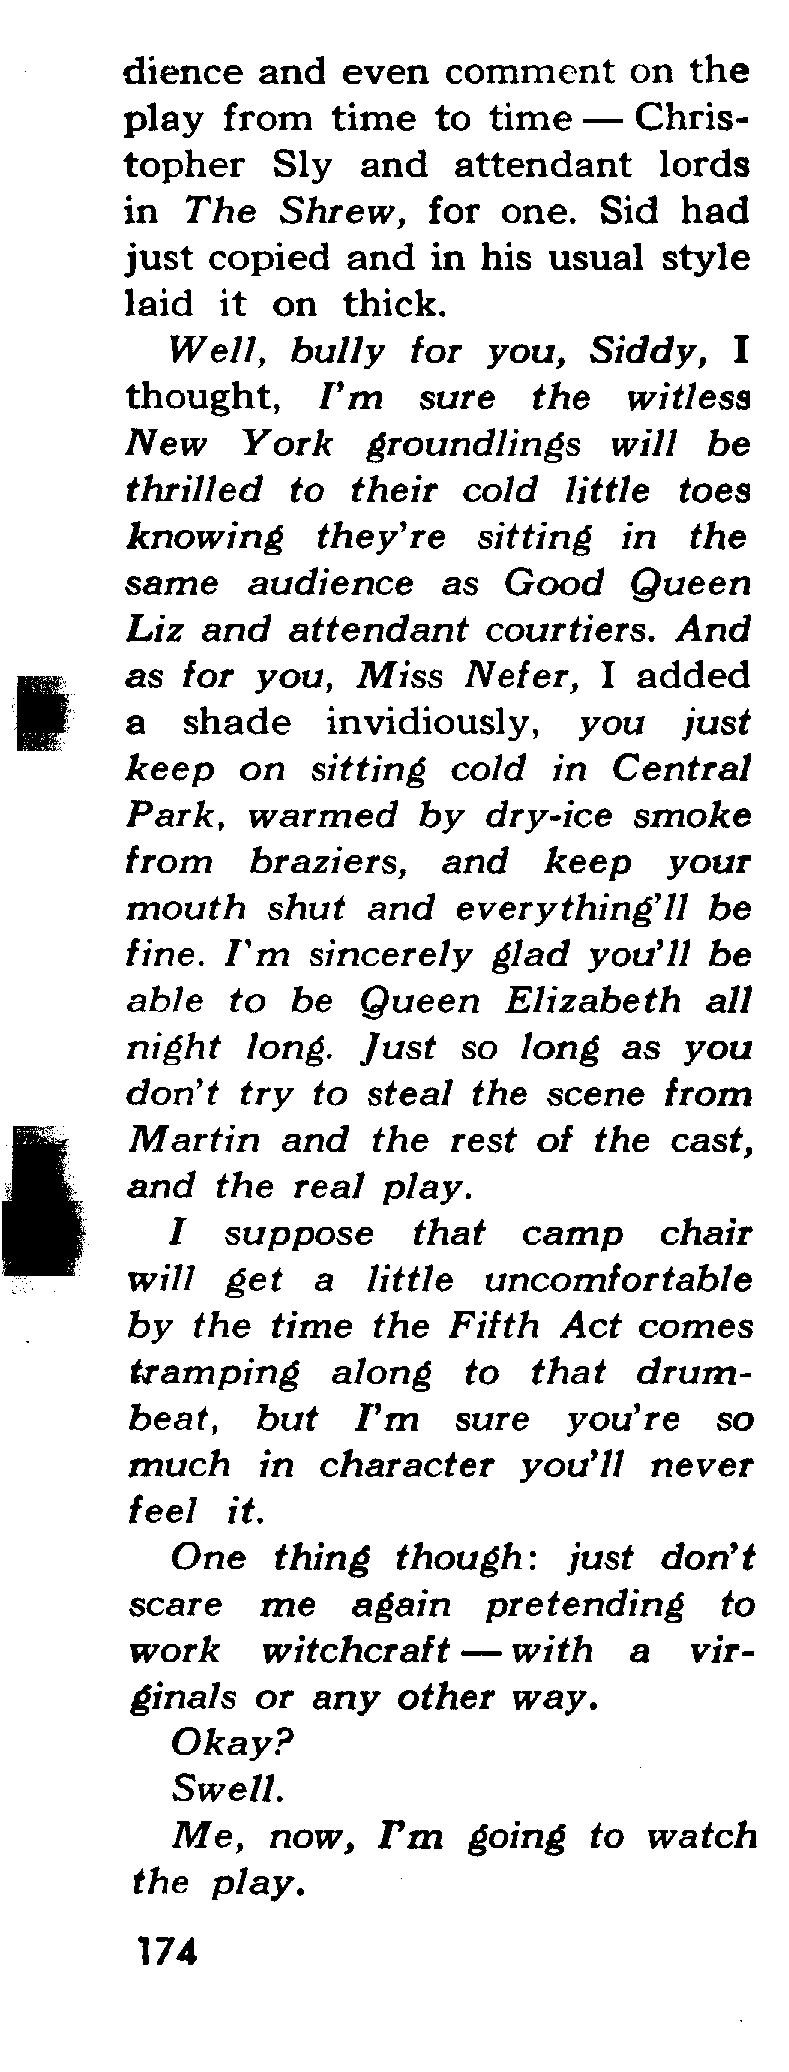 dience and even comment on the
play from time to time — Chris-
topher Sly and attendant lords
in The Shrew, for one. Sid had
just copied and in his usual style
laid it on thick.
Well, bully for you, Siddy, I
thought, I'm sure the witless
New York groundlings will be
thrilled to their cold little toes
knowing they're sitting in the
same audience as Good Queen
Liz and attendant courtiers. And
as for you, Miss Nefer, I added
a shade invidiously, you just
keep on sitting cold in Central
Park, warmed by dry-ice smoke
from braziers, and keep your
mouth shut and everything'll be
fine. I'm sincerely glad you'll be
able to be Queen Elizabeth all
night long. Just so long as you
don't try to steal the scene from
Martin and the rest of the cast,
and the real play.
I suppose that camp chair
will get a little uncomfortable
by the time the Fifth Act comes
tramping along to that drum-
beat, but I'm sure you're so
much in character you'll never
feel it.
One thing though: just don't
scare me again pretending to
work witchcraft — with a vir-
ginals or any other way.
Okay?
Swell.
Me, now, I'm going to watch
the play.
174